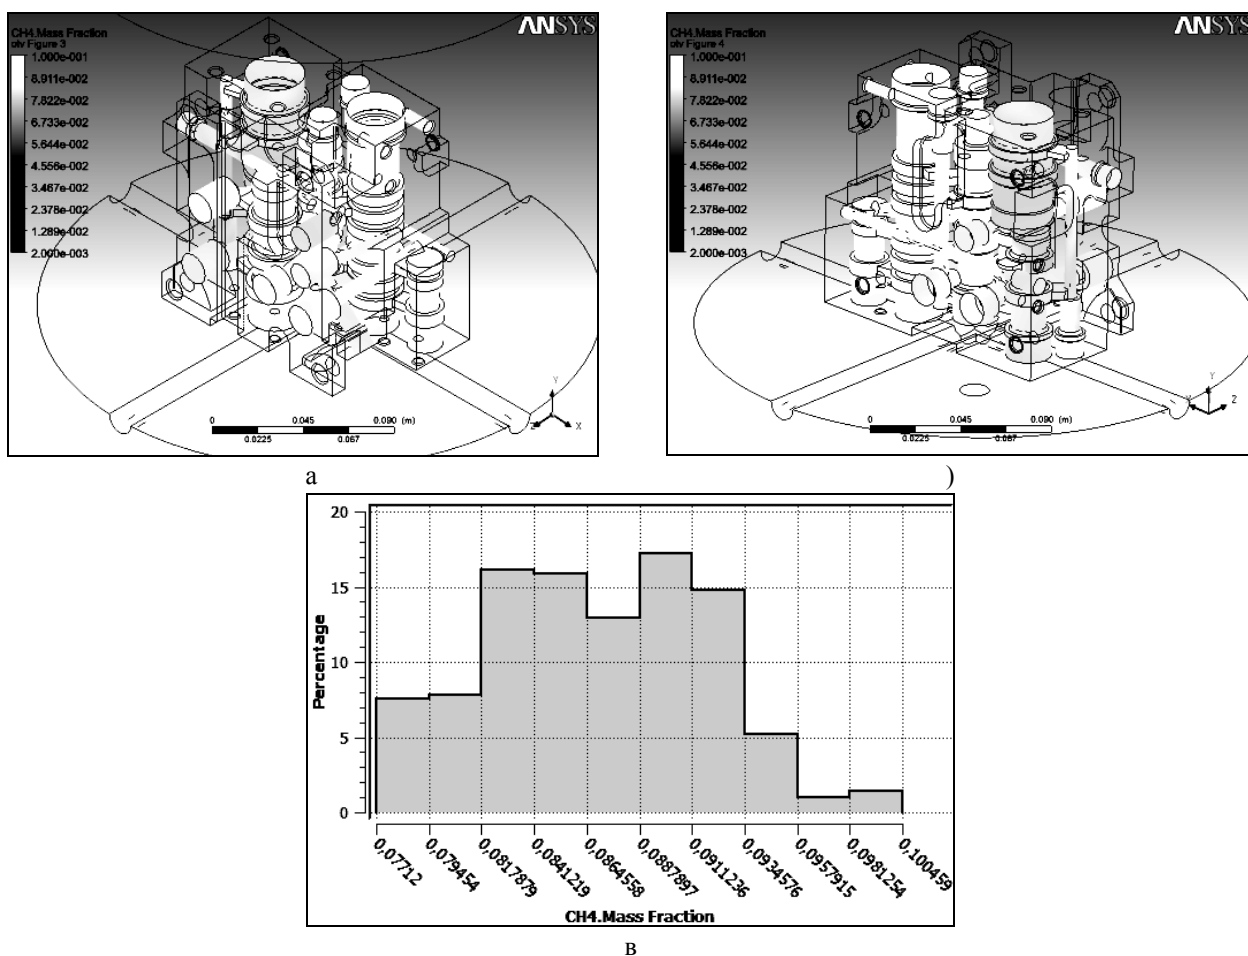 ANSYS
CH4.Mass Fraction
otv Figure 3
1.000e-001
8.911e-002
7.822e-002
6.733e-002
5.644e-002
4.556e-002
3.467e-002
2.378e-002
1.289e-002
2.000e-003
0 0.045 0.090 (m)
0.0225 0.067
Y
Z X
ANSYS
CH4.Mass Fraction
otv Figure 4
1.000e-001
8.911e-002
7.822e-002
6.733e-002
5.644e-002
4.556e-002
3.467e-002
2.378e-002
1.289e-002
2.000e-003
0 0.045 0.090 (m)
0.0225 0.067
Y
Z
а )
20
15
10
5
0
Percentage
0,07712 0,079454 0,0817879 0,0841219 0,0864558 0,0887897 0,0911236 0,0934576 0,0957915 0,0981254 0,100459
CH4.Mass Fraction
в